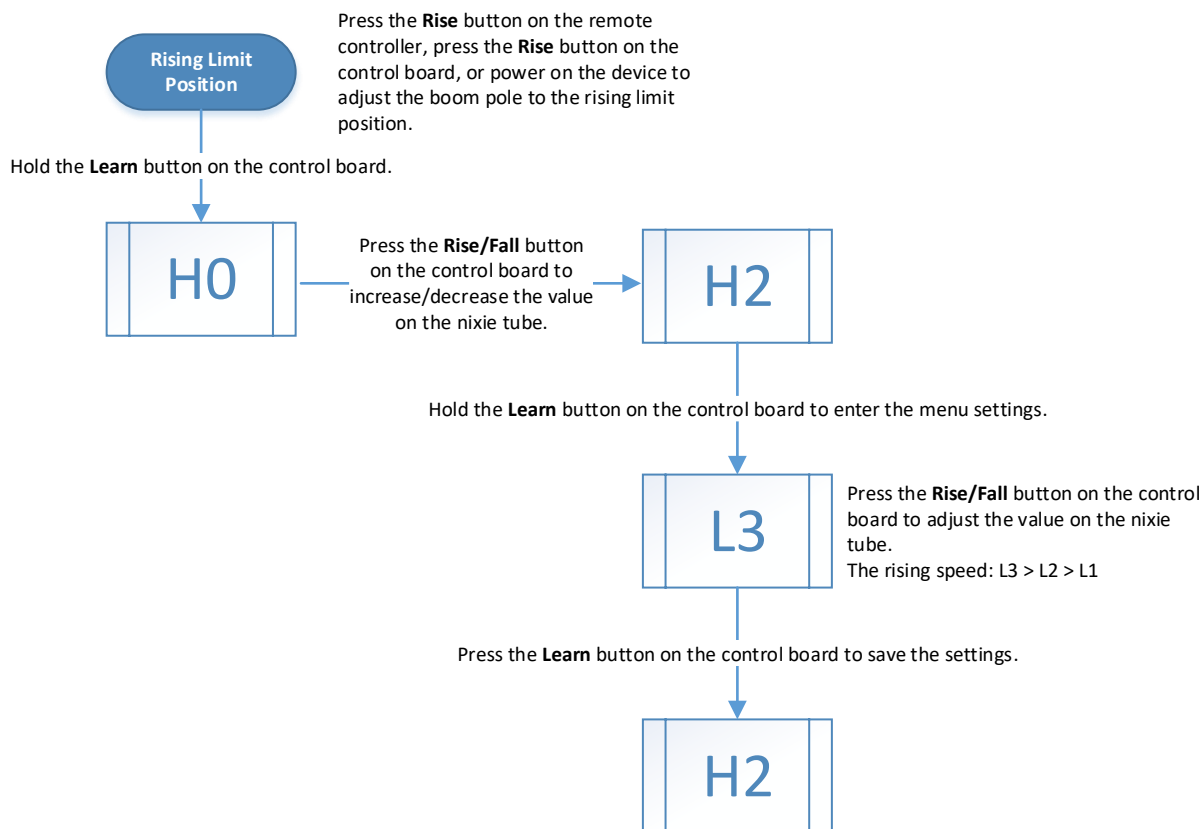 Rising Limit
Position
Press the Rise button on the remote
controller, press the Rise button on the
control board, or power on the device to
adjust the boom pole to the rising limit
position.
Hold the Learn button on the control board.
H0
Press the Rise/Fall button
on the control board to
increase/decrease the value
on the nixie tube.
H2
Hold the Learn button on the control board to enter the menu settings.
L3
Press the Rise/Fall button on the control
board to adjust the value on the nixie
tube.
The rising speed: L3 > L2 > L1
Press the Learn button on the control board to save the settings.
H2